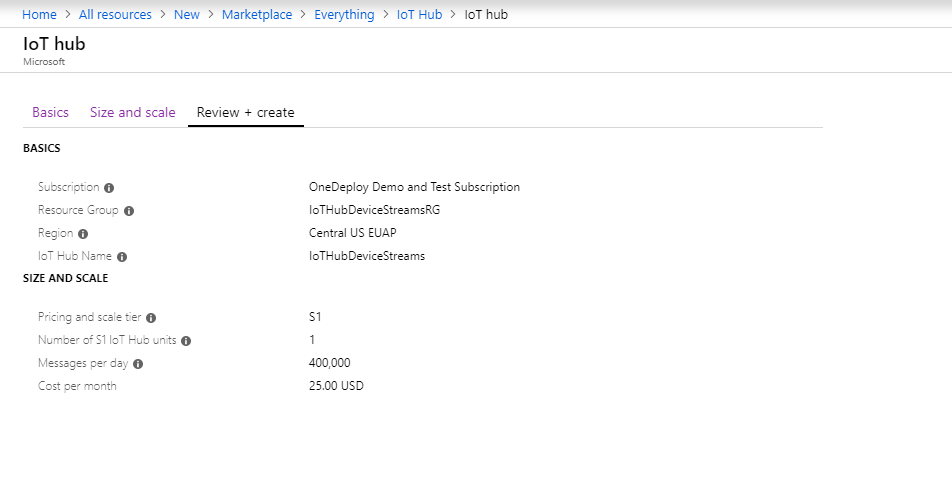 Home > All resources > New > Marketplace > Everything > IoT Hub > IoT hub
IoT hub
Microsoft
Basics Size and scale Review + create
BASICS
Subscription OneDeploy Demo and Test Subscription
Resource Group IoTHubDeviceStreamsRG
Region Central US EUAP
IoT Hub Name IoTHubDeviceStreams
SIZE AND SCALE
Pricing and scale tier S1
Number of S1 IoT Hub units 1
Messages per day 400,000
Cost per month 25.00 USD